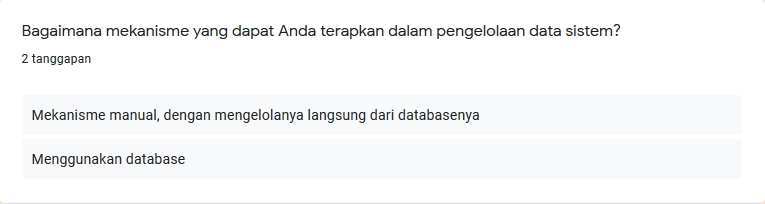 Bagaimana mekanisme yang dapat Anda terapkan dalam pengelolaan data sistem?
2 tanggapan
Mekanisme manual, dengan mengelolanya langsung dari databasenya
Menggunakan database